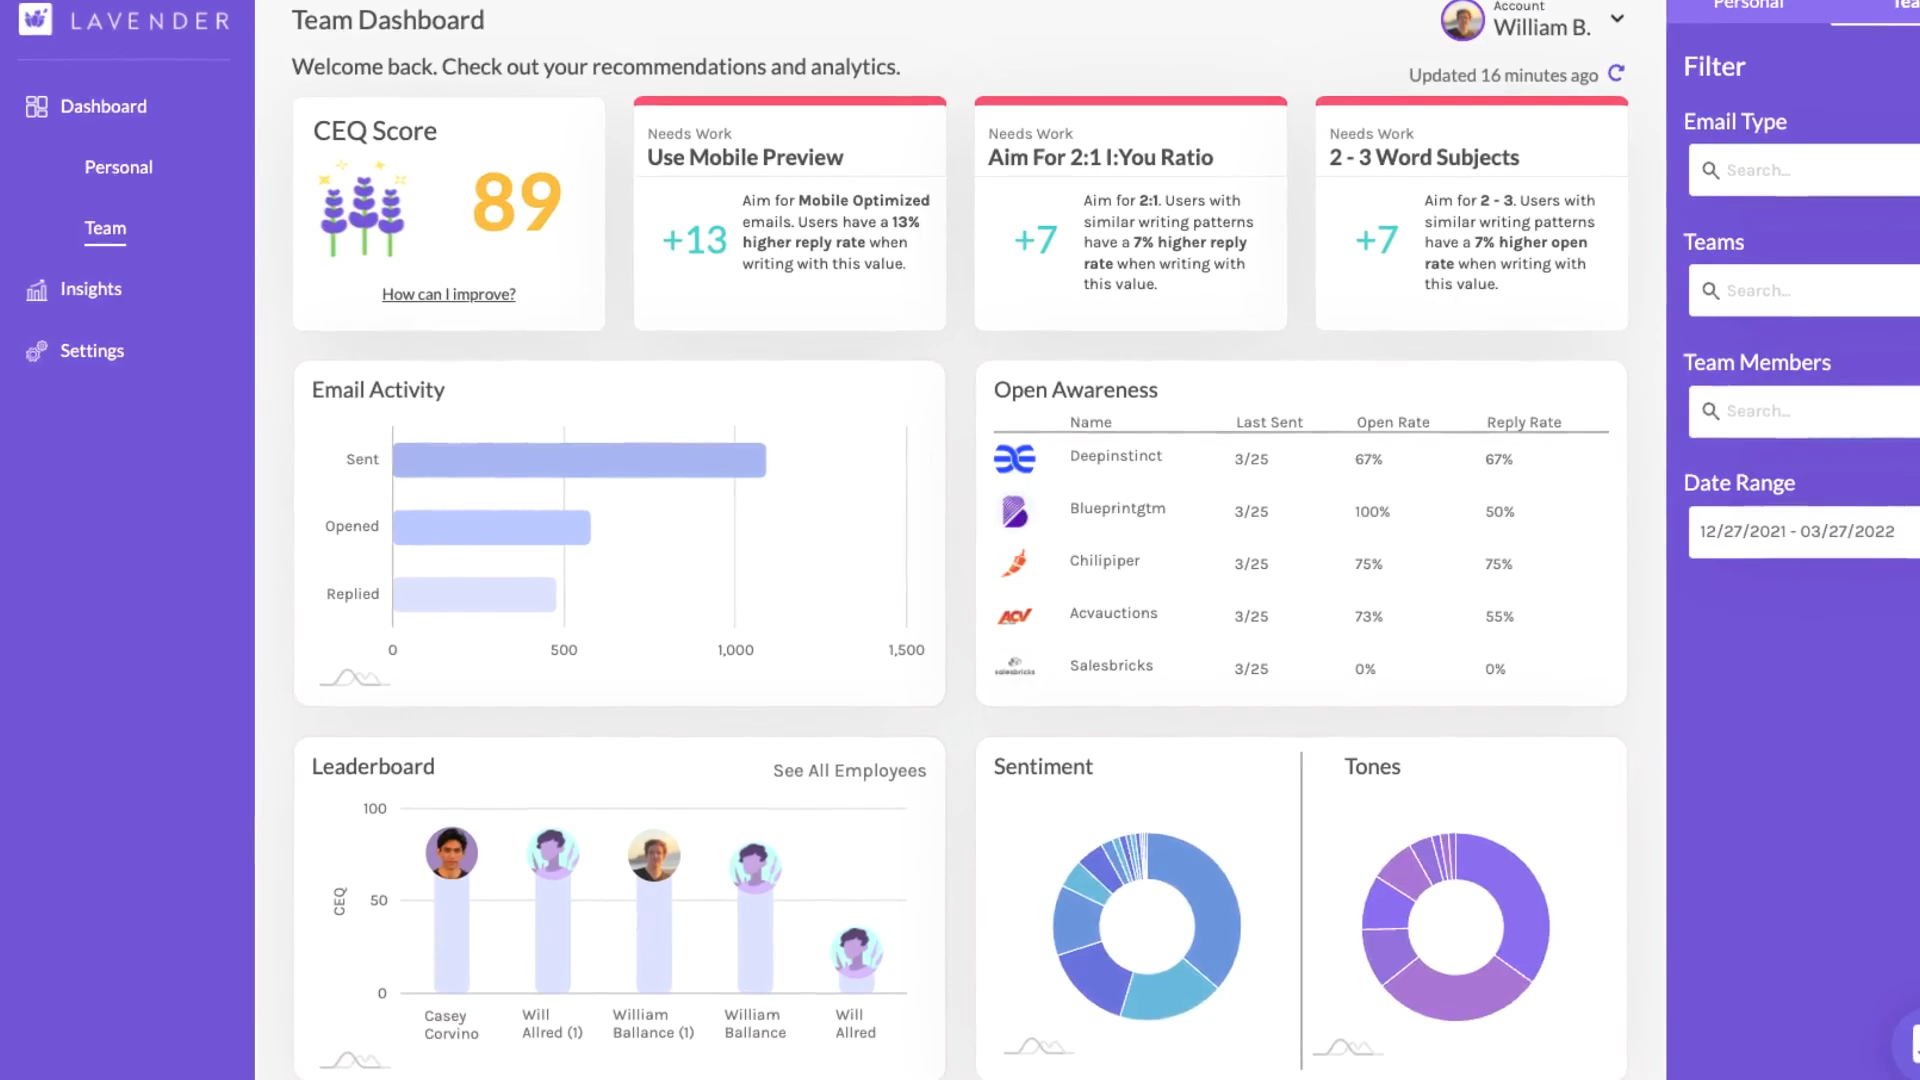 LAVENDER
Dashboard
Personal
Team
Insights
Settings
Team Dashboard
Account
William B.
Welcome back. Check out your recommendations and analytics.
Updated 16 minutes ago
CEQ Score
89
How can I improve?
Needs Work
Use Mobile Preview
+13
Aim for Mobile Optimized
emails. Users have a 13%
higher reply rate when
writing with this value.
Needs Work
Aim For 2:1 I:You Ratio
+7
Aim for 2:1. Users with
similar writing patterns
have a 7% higher reply
rate when writing with
this value.
Needs Work
2 - 3 Word Subjects
+7
Aim for 2 - 3. Users with
similar writing patterns
have a 7% higher open
rate when writing with
this value.
Email Activity
Sent
Opened
Replied
0 500 1,000 1,500
Open Awareness
Name Last Sent Open Rate Reply Rate
Deepinstinct 3/25 67% 67%
Blueprintgtm 3/25 100% 50%
Chilipiper 3/25 75% 75%
ACV Acvauctions 3/25 73% 55%
salesbricks Salesbricks 3/25 0% 0%
Leaderboard
See All Employees
CEQ
100
50
0
Casey
Corvino
Will
Allred (1)
William
Ballance (1)
William
Ballance
Will
Allred
Sentiment
Tones
Personal
Filter
Email Type
Search...
Teams
Search...
Team Members
Search...
Date Range
12/27/2021 - 03/27/2022